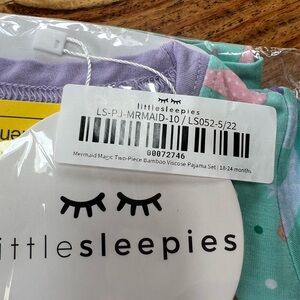 littlesleepies
LS-PJ-MRMAID-10 / LS052-5/22
00072746
Mermaid Magic Two-Piece Bamboo Viscose Pajama Set | 18-24 months
ittlesleepies